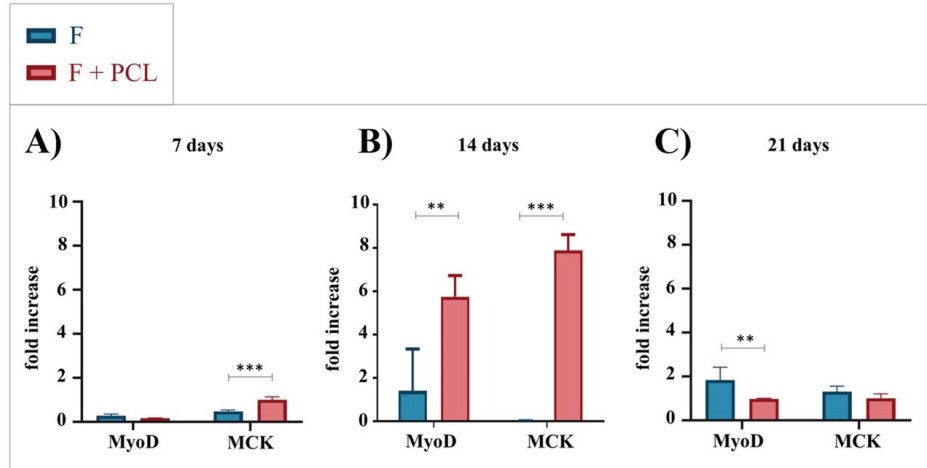 F
F + PCL
A)
7 days
fold increase
10
8
6
4
2
0
***
MyoD
MCK
B)
14 days
fold increase
10
8
6
4
2
0
**
***
MyoD
MCK
C)
21 days
fold increase
10
8
6
4
2
0
**
MyoD
MCK